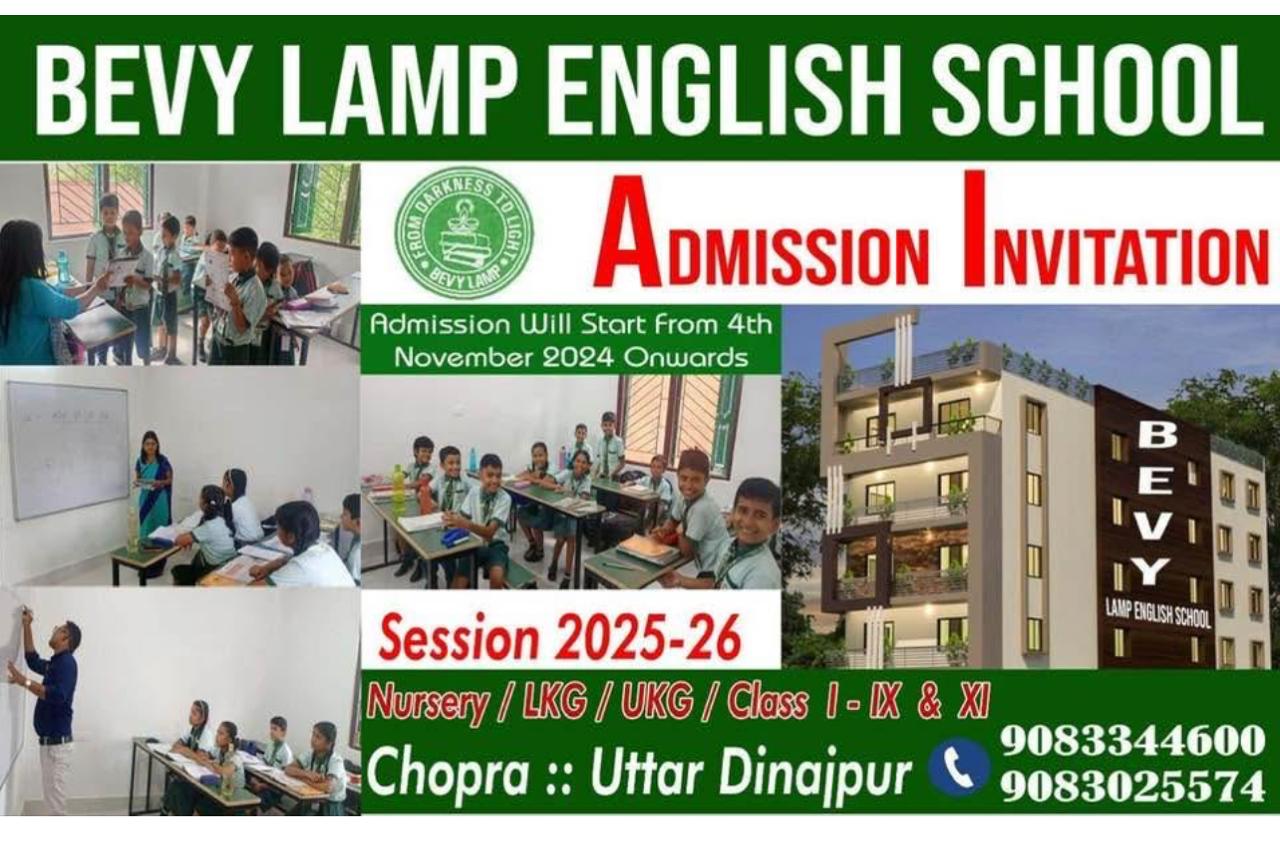 BEVY LAMP ENGLISH SCHOOL
FROM DARKNESS TO LIGHT
BEVY LAMP
ADMISSION INVITATION
Admission Will Start From 4th
November 2024 Onwards
BEVY
LAMP ENGLISH SCHOOL
Session 2025-26
Nursery / LKG / UKG / Class I - IX & XI
Chopra :: Uttar Dinajpur
9083344600
9083025574